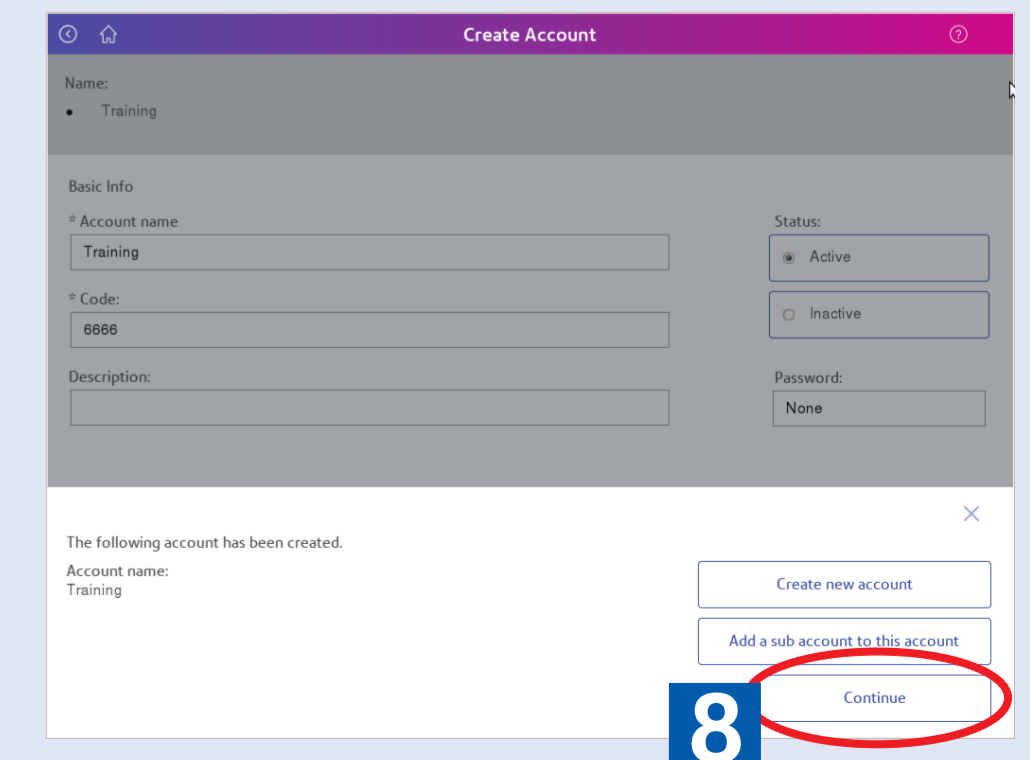 Create Account
Name:
• Training
Basic Info
* Account name
Status:
Training
Active
* Code:
Inactive
6666
Description:
Password:
None
The following account has been created.
Account name:
Training
Create new account
Add a sub account to this account
Continue
8